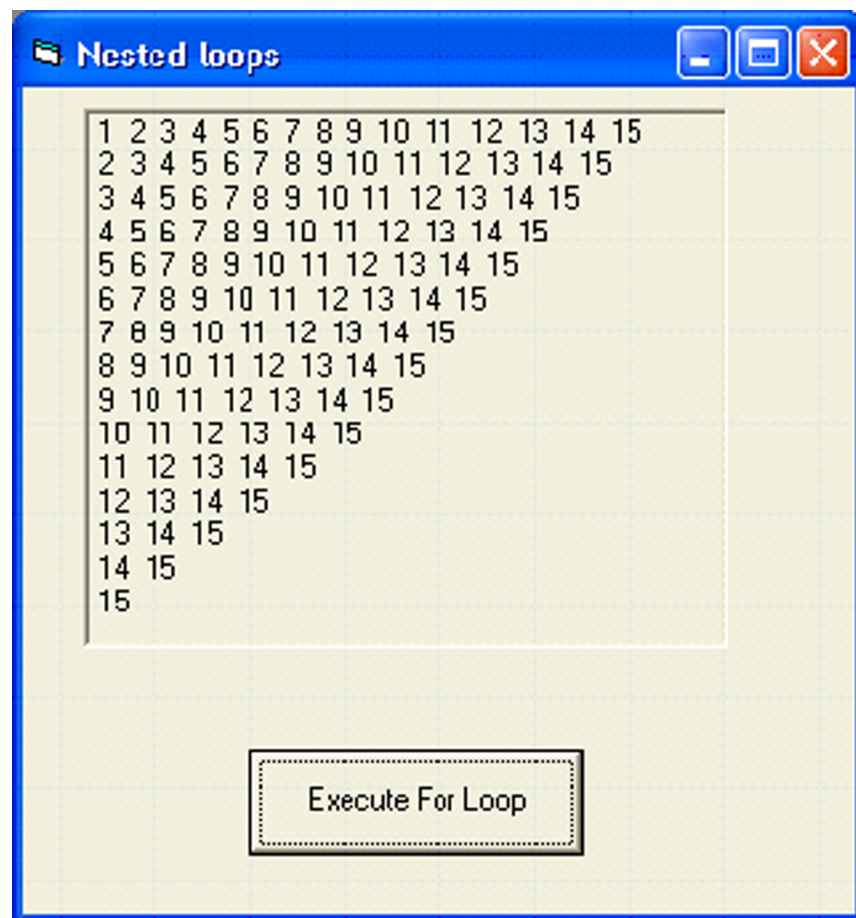 Nested loops
1 2 3 4 5 6 7 8 9 10 11 12 13 14 15
2 3 4 5 6 7 8 9 10 11 12 13 14 15
3 4 5 6 7 8 9 10 11 12 13 14 15
4 5 6 7 8 9 10 11 12 13 14 15
5 6 7 8 9 10 11 12 13 14 15
6 7 8 9 10 11 12 13 14 15
7 8 9 10 11 12 13 14 15
8 9 10 11 12 13 14 15
9 10 11 12 13 14 15
10 11 12 13 14 15
11 12 13 14 15
12 13 14 15
13 14 15
14 15
15
Execute For Loop